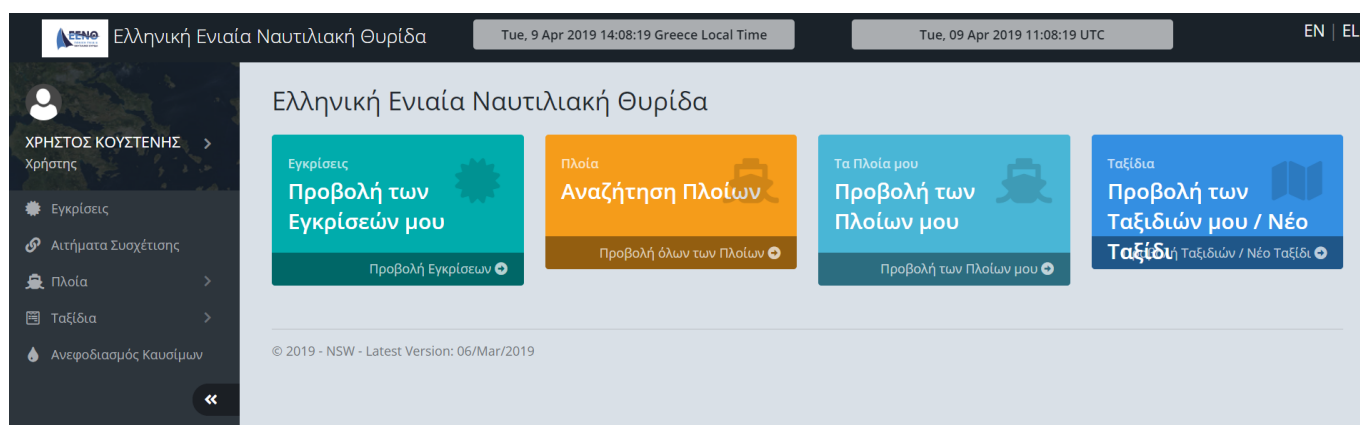 ΕΕΝΘ Ελληνική Ενιαία Ναυτιλιακή Θυρίδα
Tue, 9 Apr 2019 14:08:19 Greece Local Time
Tue, 09 Apr 2019 11:08:19 UTC
EN | EL
ΧΡΗΣΤΟΣ ΚΟΥΣΤΕΝΗΣ
Χρήστης
Εγκρίσεις
Αιτήματα Συσχέτισης
Πλοία
Ταξίδια
Ανεφοδιασμός Καυσίμων
Ελληνική Ενιαία Ναυτιλιακή Θυρίδα
Εγκρίσεις
Προβολή των
Εγκρίσεών μου
Προβολή Εγκρίσεων
Πλοία
Αναζήτηση Πλοίων
Προβολή όλων των Πλοίων
Τα Πλοία μου
Προβολή των
Πλοίων μου
Προβολή των Πλοίων μου
Ταξίδια
Προβολή των
Ταξιδιών μου / Νέο
Ταξίδι
Ταξιδιών / Νέο Ταξίδι
© 2019 - NSW - Latest Version: 06/Mar/2019